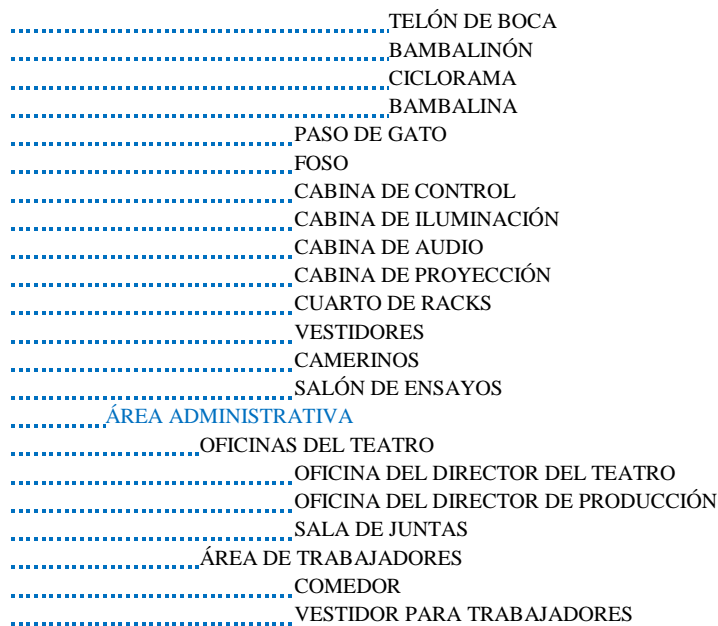 TELÓN DE BOCA
BAMBALINÓN
CICLORAMA
BAMBALINA
PASO DE GATO
FOSO
CABINA DE CONTROL
CABINA DE ILUMINACIÓN
CABINA DE AUDIO
CABINA DE PROYECCIÓN
CUARTO DE RACKS
VESTIDORES
CAMERINOS
SALÓN DE ENSAYOS
ÁREA ADMINISTRATIVA
OFICINAS DEL TEATRO
OFICINA DEL DIRECTOR DEL TEATRO
OFICINA DEL DIRECTOR DE PRODUCCIÓN
SALA DE JUNTAS
ÁREA DE TRABAJADORES
COMEDOR
VESTIDOR PARA TRABAJADORES